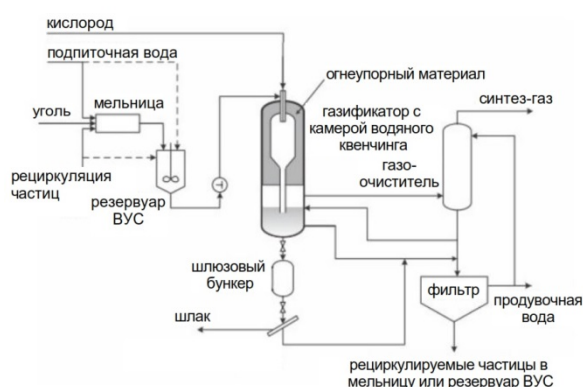 кислород
подпиточная вода
огнеупорный материал
синтез-газ
мельница
газификатор с
камерой водяного
квенчинга
уголь
газо-
очиститель
рециркуляция
частиц
резервуар
ВУС
шлюзовый
бункер
фильтр
продувочная
вода
шлак
рециркулируемые частицы в
мельницу или резервуар ВУС